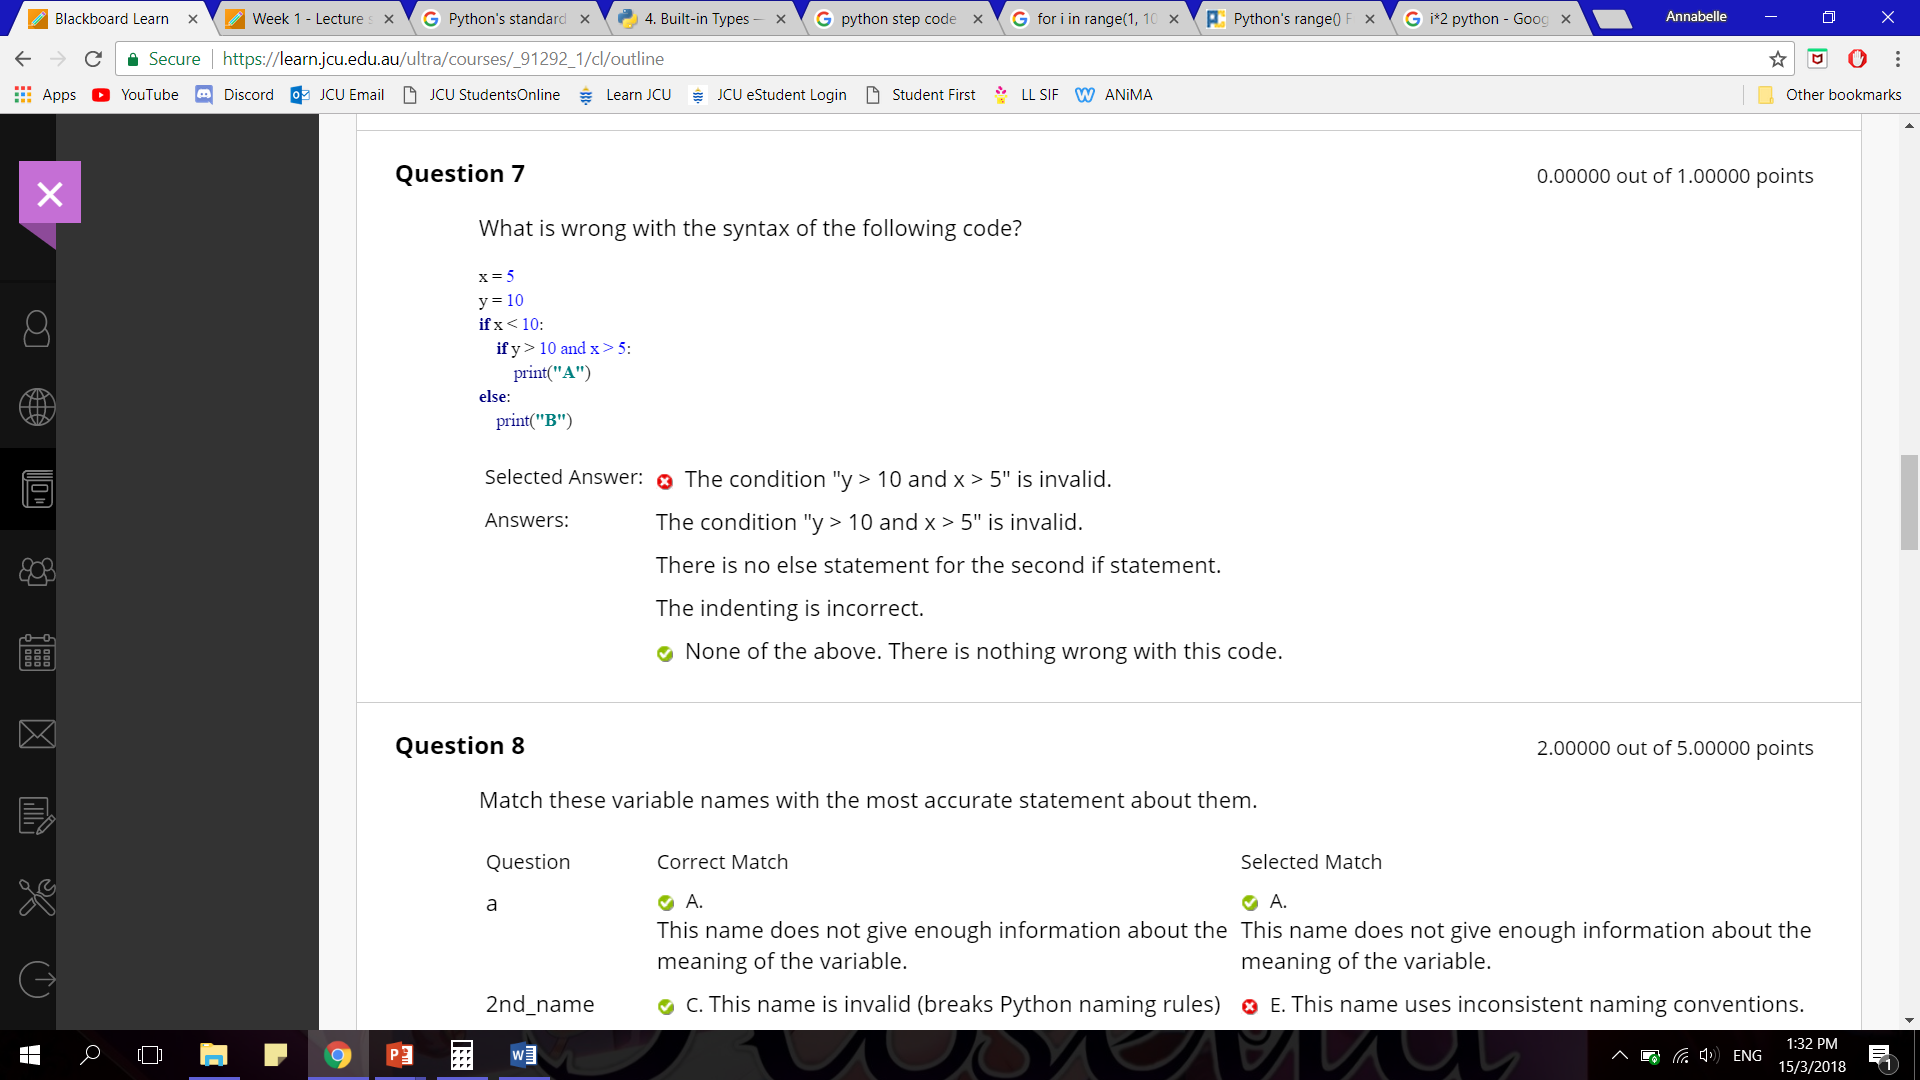 Blackboard Learn
Week 1 - Lecture s
Python's standard
4. Built-in Types —
python step code
for i in range(1, 10
Python's range() F
i*2 python - Goog
Annabelle
Secure
https://learn.jcu.edu.au/ultra/courses/_91292_1/cl/outline
Apps
YouTube
Discord
JCU Email
JCU StudentsOnline
Learn JCU
JCU eStudent Login
Student First
LL SIF
ANiMA
Other bookmarks
Question 7
0.00000 out of 1.00000 points
What is wrong with the syntax of the following code?
x = 5
y = 10
if x < 10:
if y > 10 and x > 5:
print("A")
else:
print("B")
Selected Answer:
The condition "y > 10 and x > 5" is invalid.
Answers:
The condition "y > 10 and x > 5" is invalid.
There is no else statement for the second if statement.
The indenting is incorrect.
None of the above. There is nothing wrong with this code.
Question 8
2.00000 out of 5.00000 points
Match these variable names with the most accurate statement about them.
Question
Correct Match
Selected Match
a
A.
This name does not give enough information about the
meaning of the variable.
A.
This name does not give enough information about the
meaning of the variable.
2nd_name
C. This name is invalid (breaks Python naming rules)
E. This name uses inconsistent naming conventions.
ENG
1:32 PM
15/3/2018
1